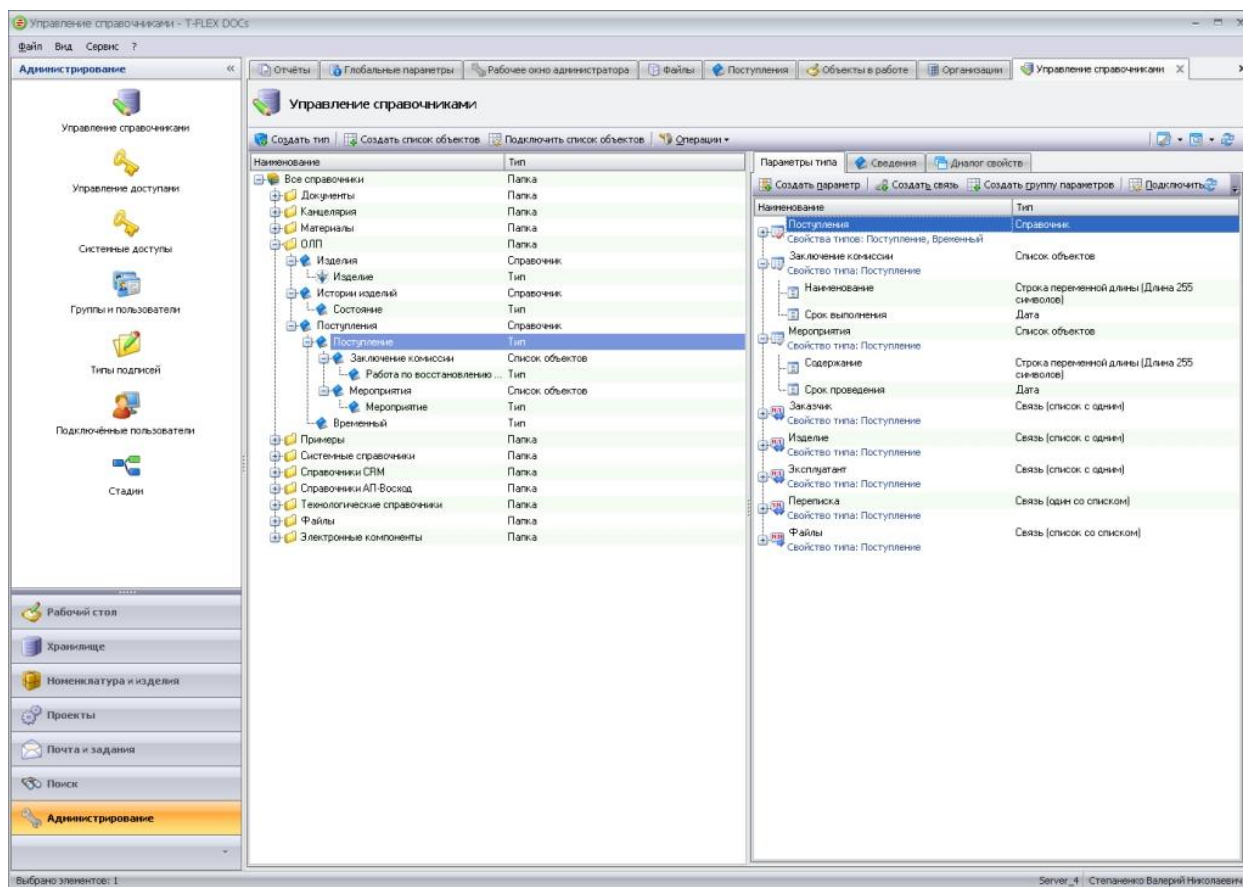 Управление справочниками - T-FLEX DOCs
Файл Вид Сервис ?
Администрирование «
Управление справочниками
Управление доступами
Системные доступы
Группы и пользователи
Типы подписей
Подключённые пользователи
Стадии
Рабочий стол
Хранилище
Номенклатура и изделия
Проекты
Почта и задания
Поиск
Администрирование
Отчёты Глобальные параметры Рабочее окно администратора Файлы Поступления Объекты в работе Организации Управление справочниками X
Управление справочниками
Создать тип Создать список объектов Подключить список объектов Операции
Наименование Тип
Все справочники Папка
Документы Папка
Канцелярия Папка
Материалы Папка
ОЛП Папка
Изделия Справочник
Изделие Тип
Истории изделий Справочник
Состояние Тип
Поступления Справочник
Поступление Тип
Заключение комиссии Список объектов
Работа по восстановлению ... Тип
Мероприятия Список объектов
Мероприятие Тип
Временный Тип
Примеры Папка
Системные справочники Папка
Справочники CRM Папка
Справочники АП-Восход Папка
Технологические справочники Папка
Файлы Папка
Электронные компоненты Папка
Параметры типа Сведения Диалог свойств
Создать параметр Создать связь Создать группу параметров Подключить
Наименование Тип
Поступления Справочник
Свойства типов: Поступление, Временный
Заключение комиссии Список объектов
Свойство типа: Поступление
Наименование Строка переменной длины (Длина 255
символов)
Срок выполнения Дата
Мероприятия Список объектов
Свойство типа: Поступление
Содержание Строка переменной длины (Длина 255
символов)
Срок проведения Дата
Заказчик Связь (список с одним)
Свойство типа: Поступление
Изделие Связь (список с одним)
Свойство типа: Поступление
Эксплуатант Связь (список с одним)
Свойство типа: Поступление
Переписка Связь (один со списком)
Свойство типа: Поступление
Файлы Связь (список со списком)
Свойство типа: Поступление
Выбрано элементов: 1
Server_4 Степаненко Валерий Николаевич